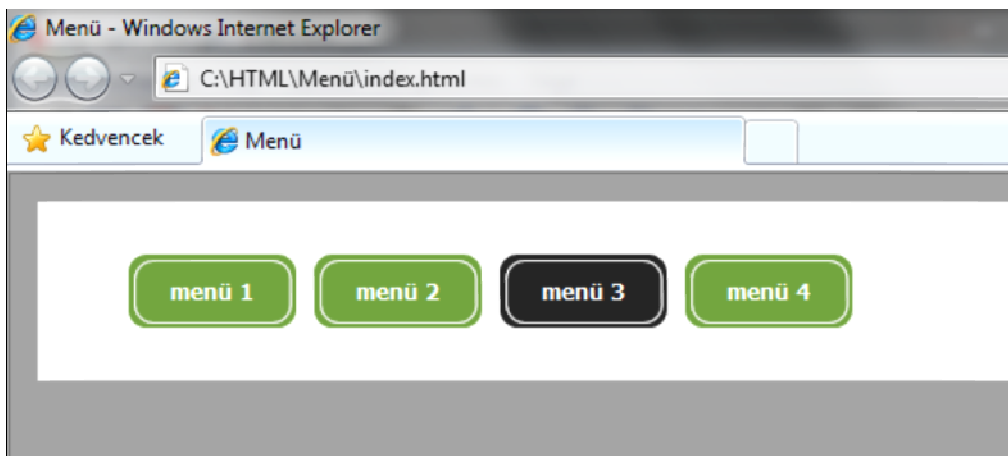 Menü - Windows Internet Explorer
C:\HTML\Menü\index.html
Kedvencek Menü
menü 1 menü 2 menü 3 menü 4